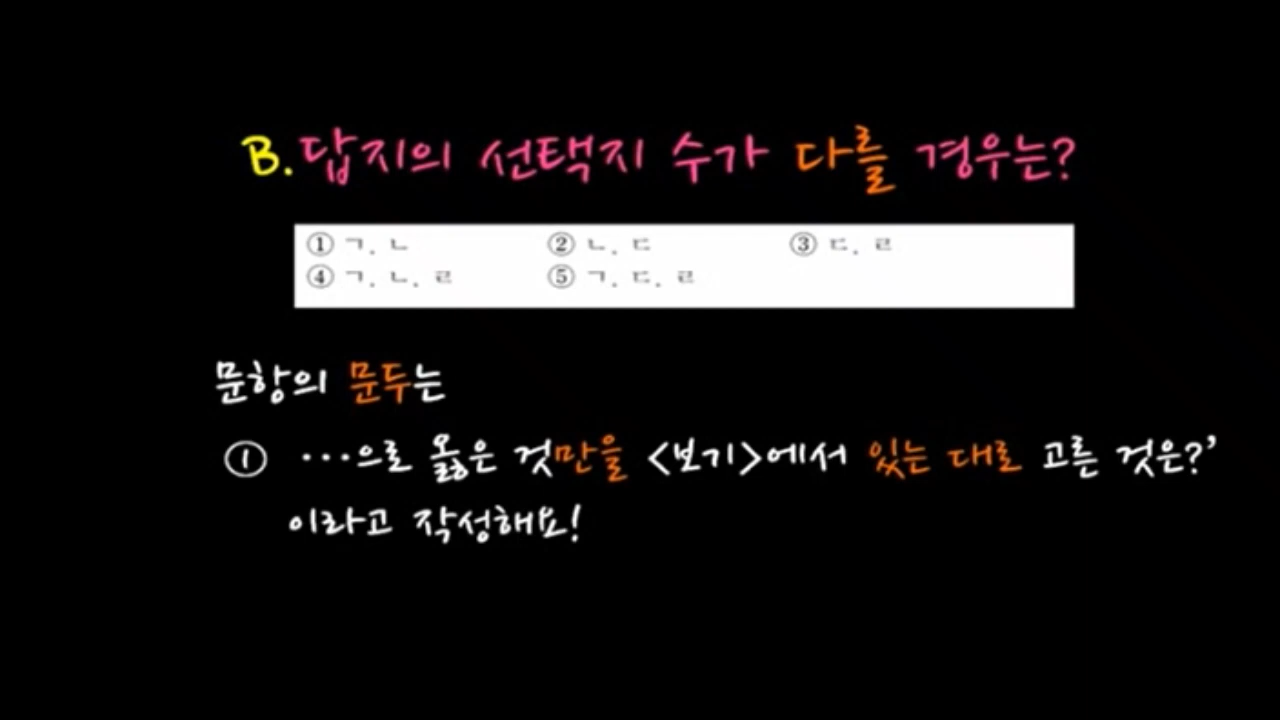 B. 답지의 선택지 수가 다를 경우는?
① ㄱ, ㄴ ② ㄴ, ㄷ ③ ㄷ, ㄹ
④ ㄱ, ㄴ, ㄹ ⑤ ㄱ, ㄷ, ㄹ
문항의 문두는
① ···으로 옳은 것만을 <보기>에서 있는 대로 고른 것은?'
이라고 작성해요!